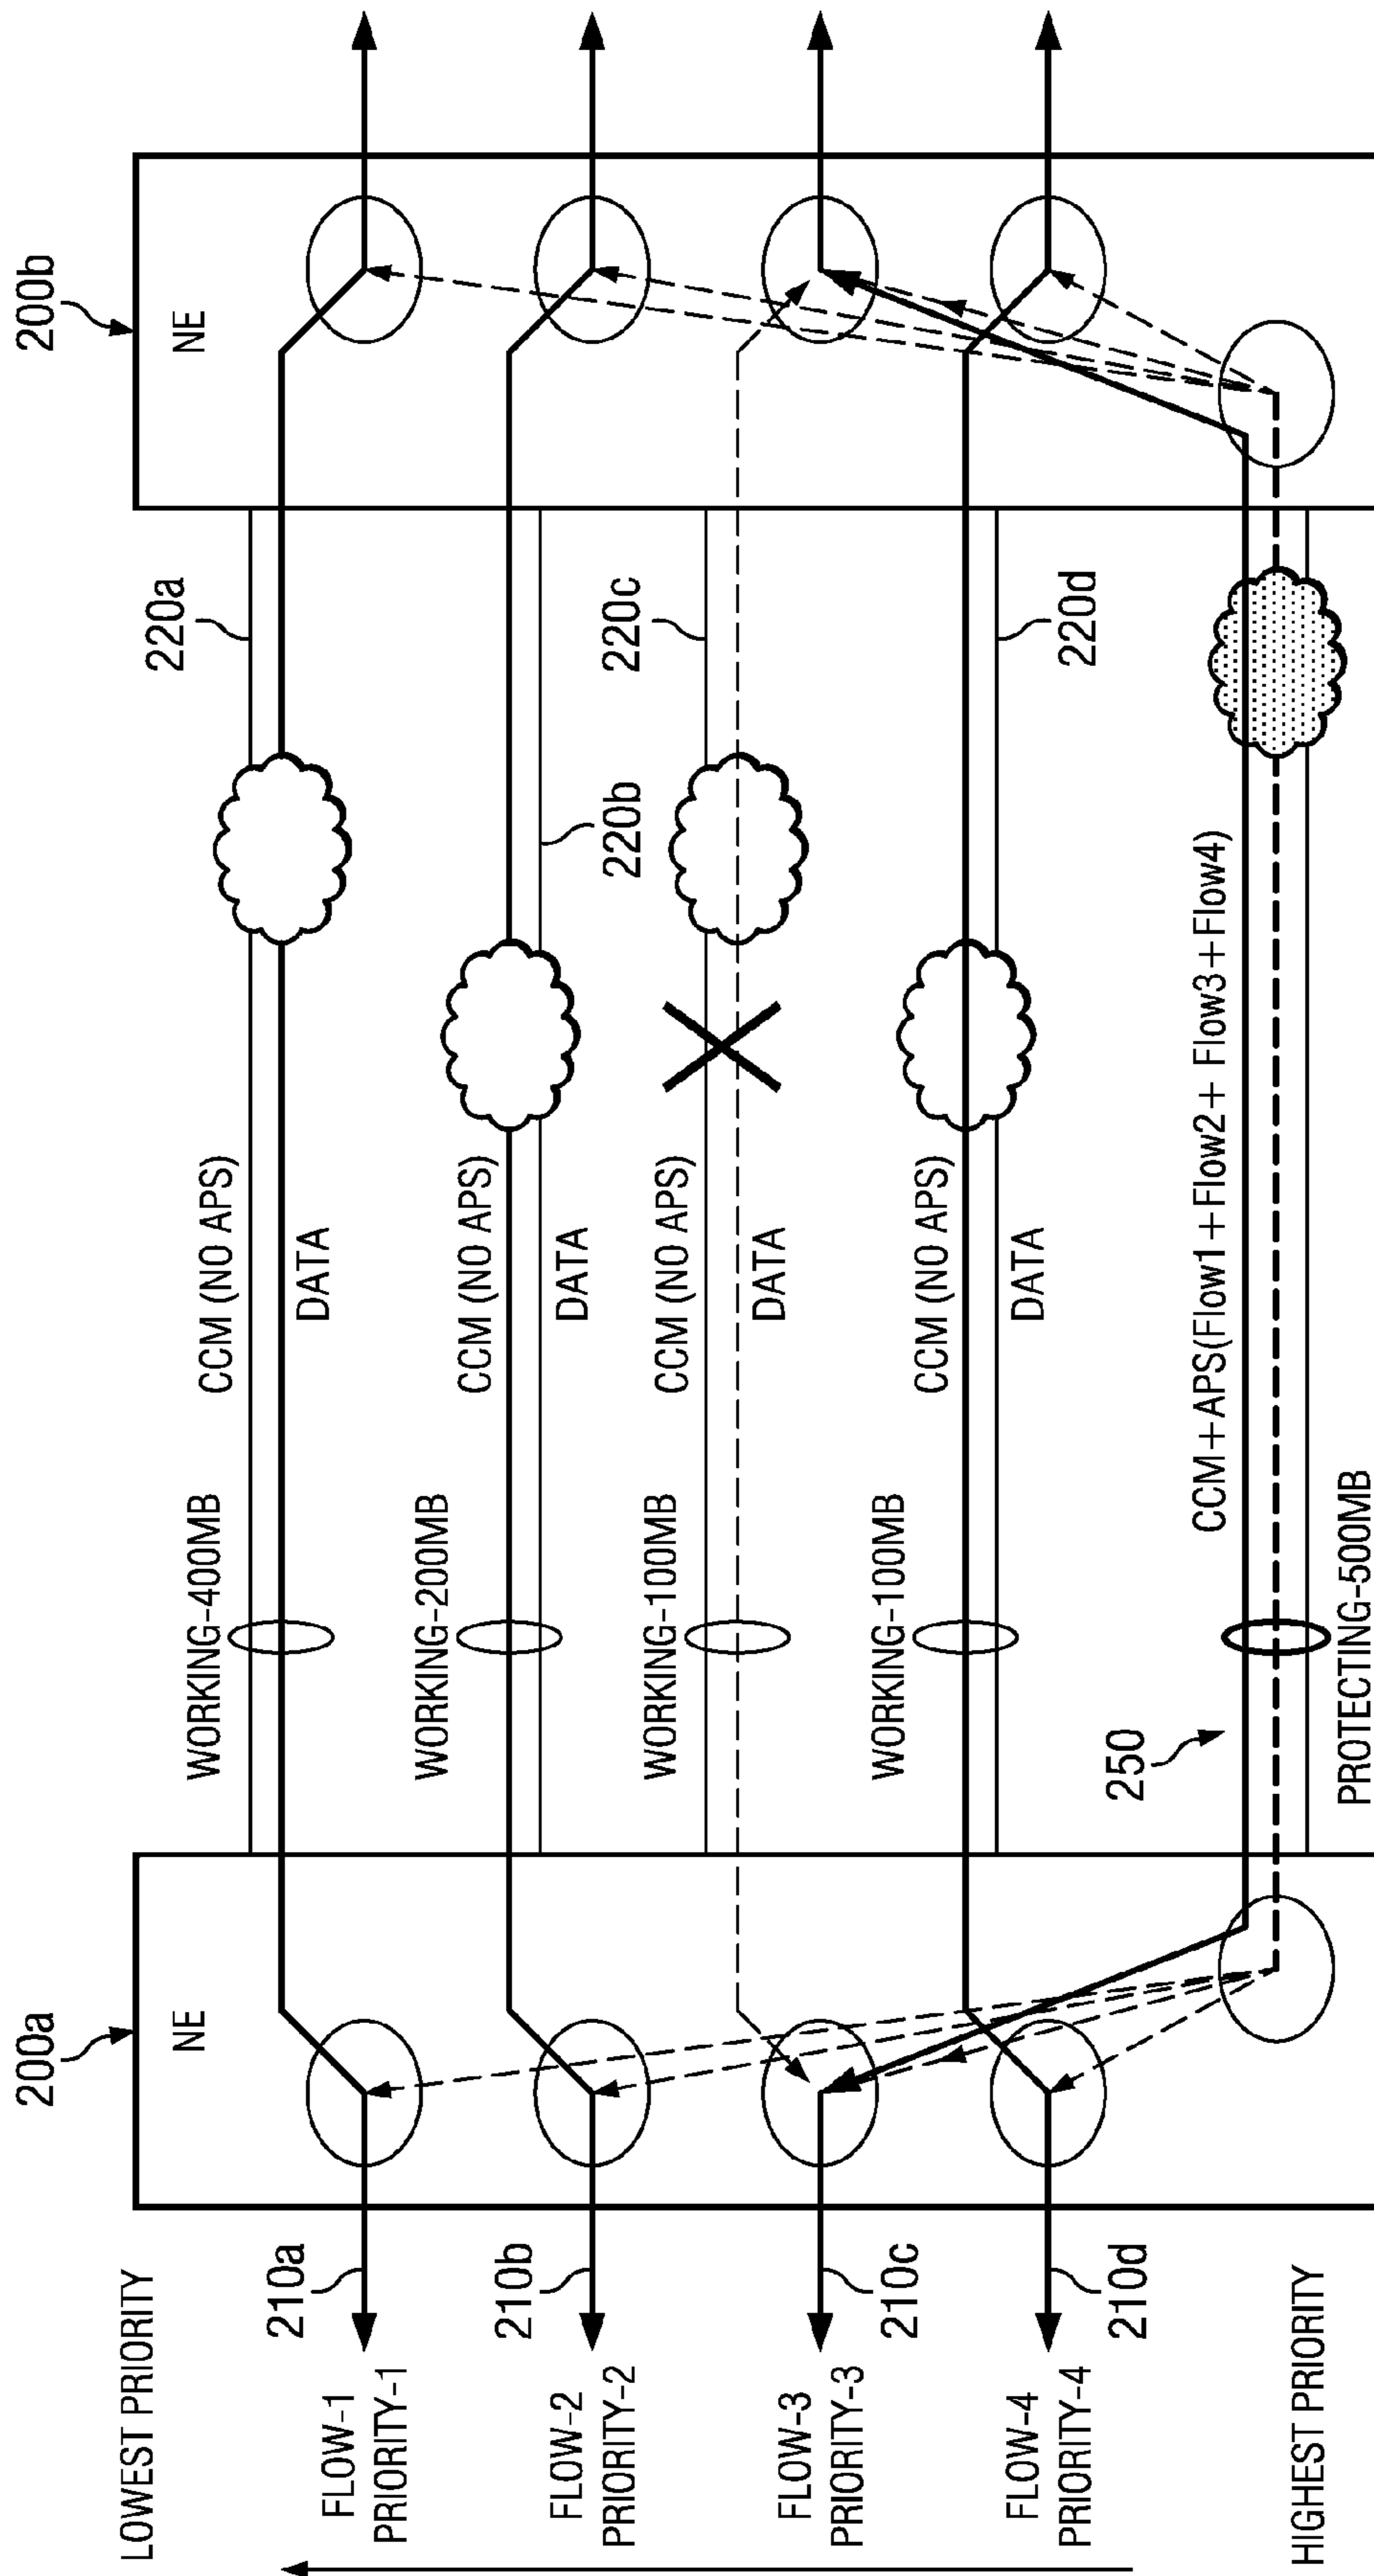 200a
200b
NE
NE
LOWEST PRIORITY
FLOW-1
PRIORITY-1
210a
WORKING-400MB
CCM (NO APS)
DATA
220a
FLOW-2
PRIORITY-2
210b
WORKING-200MB
CCM (NO APS)
DATA
220b
FLOW-3
PRIORITY-3
210c
WORKING-100MB
CCM (NO APS)
DATA
220c
FLOW-4
PRIORITY-4
210d
WORKING-100MB
CCM (NO APS)
DATA
220d
HIGHEST PRIORITY
250
CCM+APS(Flow1+Flow2+ Flow3+Flow4)
PROTECTING-500MB